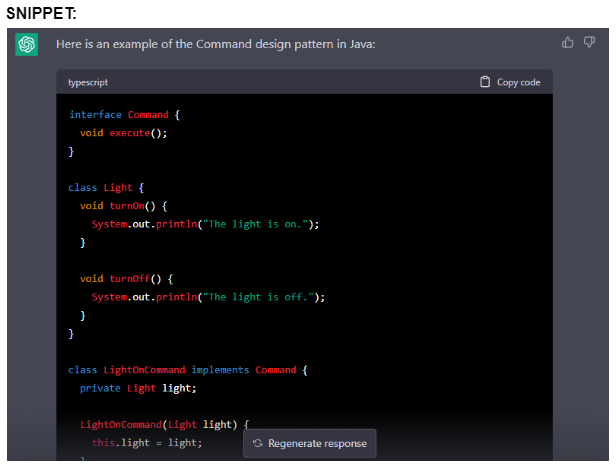 SNIPPET:
Here is an example of the Command design pattern in Java:
typescript Copy code
interface Command {
  void execute();
}

class Light {
  void turnOn() {
    System.out.println("The light is on.");
  }

  void turnOff() {
    System.out.println("The light is off.");
  }
}

class LightOnCommand implements Command {
  private Light light;

  LightOnCommand(Light light) {
    this.light = light;
Regenerate response